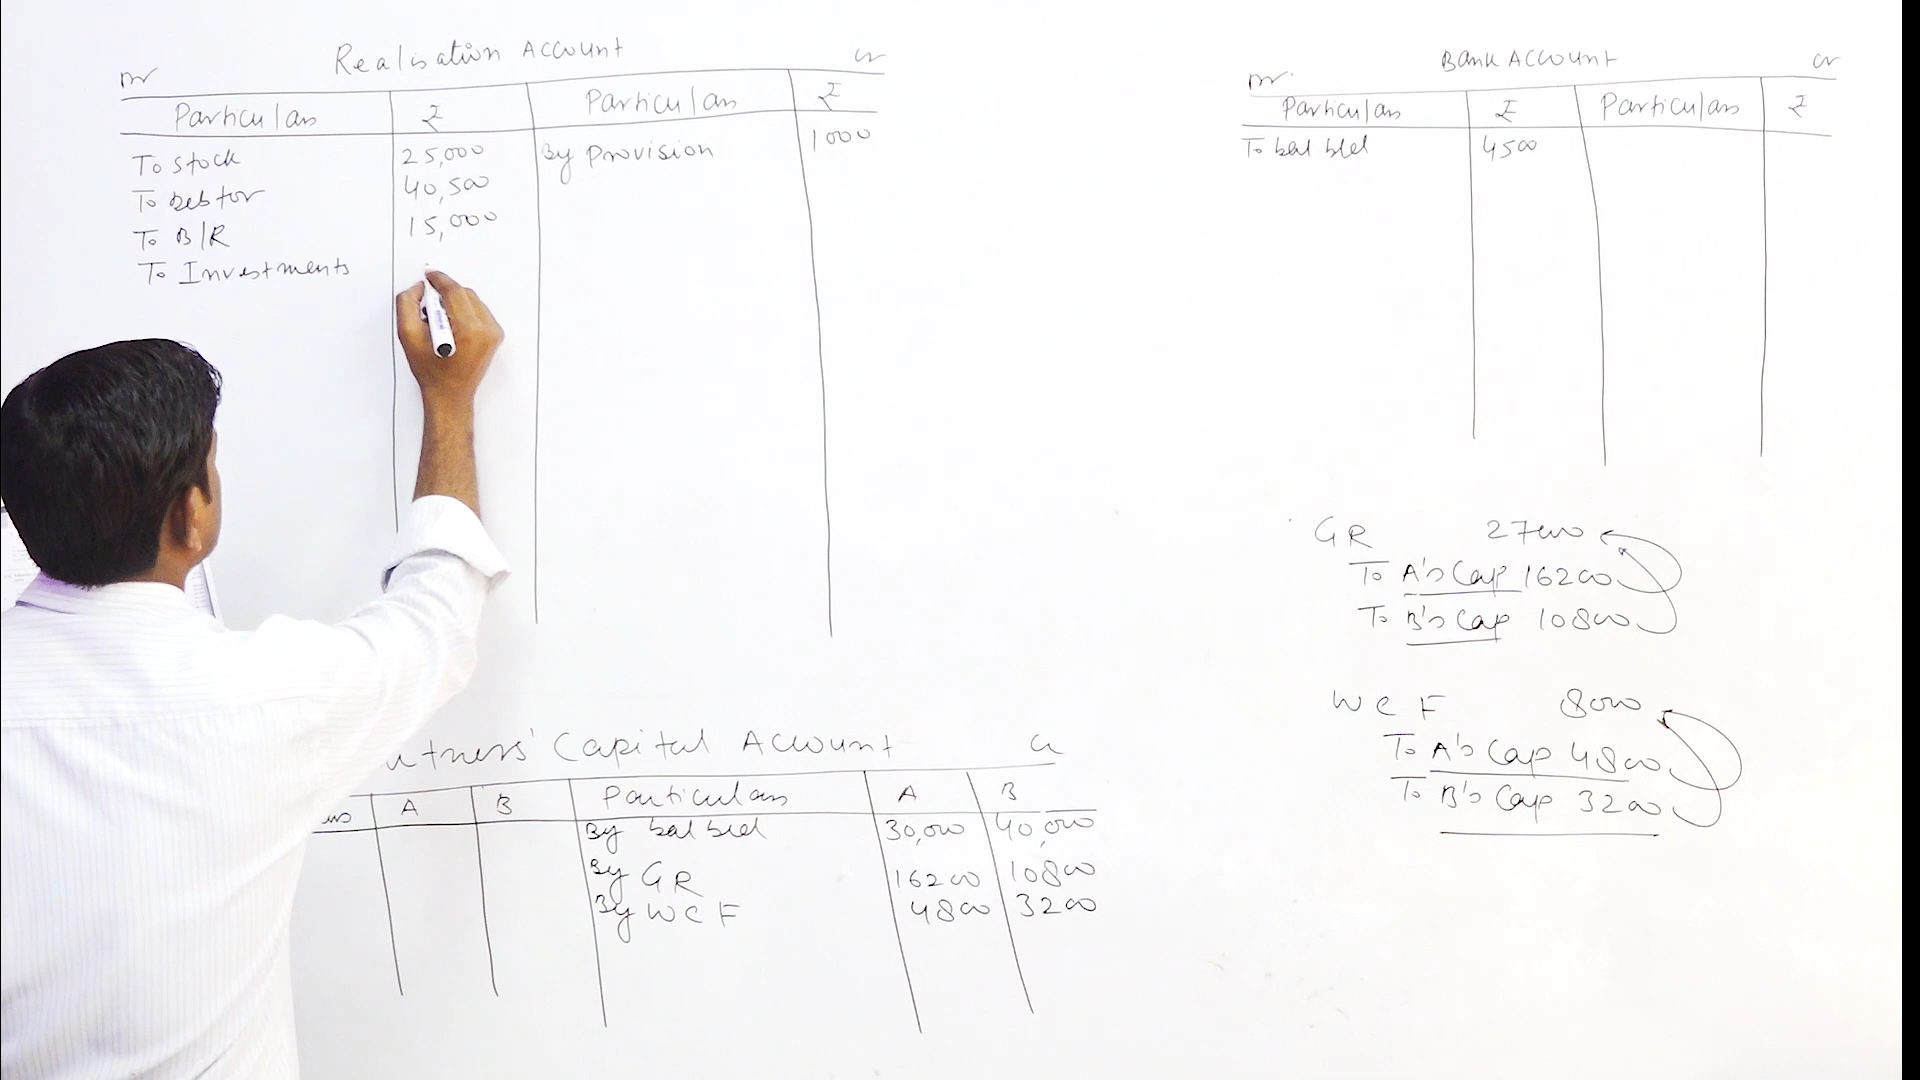 Realisation Account
Dr Cr
Particulars ₹ Particulars ₹
To Stock 25,000 By Provision 1000
To Debtor 40,500
To B/R 15,000
To Investments
Bank Account
Dr. Cr
Particulars ₹ Particulars ₹
To bal b/d 4500
GR 27000
To A's Cap 16200
To B's Cap 10800
WCF 8000
To A's Cap 4800
To B's Cap 3200
Capital Account Cr
A B Particulars A B
By bal b/d 30,000 40,000
By GR 16200 10800
By WCF 4800 3200